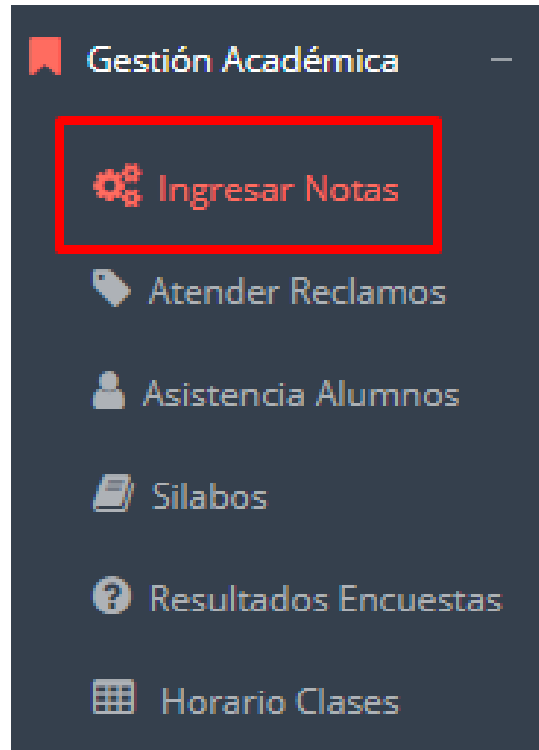 Gestión Académica
Ingresar Notas
Atender Reclamos
Asistencia Alumnos
Silabos
Resultados Encuestas
Horario Clases